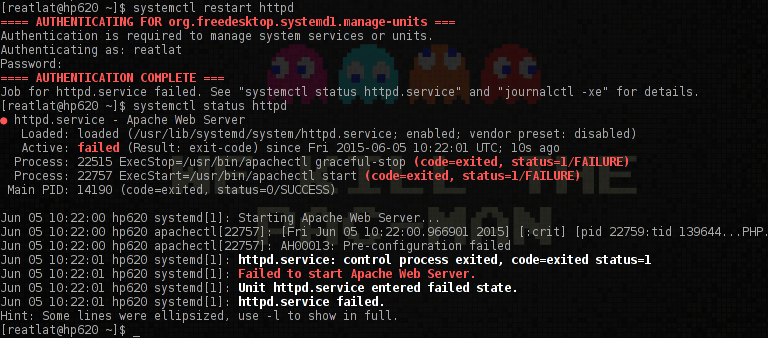 [reatlat@hp620 ~]$ systemctl restart httpd
==== AUTHENTICATING FOR org.freedesktop.systemd1.manage-units ===
Authentication is required to manage system services or units.
Authenticating as: reatlat
Password:
==== AUTHENTICATION COMPLETE ===
Job for httpd.service failed. See "systemctl status httpd.service" and "journalctl -xe" for details.
[reatlat@hp620 ~]$ systemctl status httpd
● httpd.service - Apache Web Server
Loaded: loaded (/usr/lib/systemd/system/httpd.service; enabled; vendor preset: disabled)
Active: failed (Result: exit-code) since Fri 2015-06-05 10:22:01 UTC; 10s ago
Process: 22515 ExecStop=/usr/bin/apachectl graceful-stop (code=exited, status=1/FAILURE)
Process: 22757 ExecStart=/usr/bin/apachectl start (code=exited, status=1/FAILURE)
Main PID: 14190 (code=exited, status=0/SUCCESS)
WE KILL THE
PAC-MAN
Jun 05 10:22:00 hp620 systemd[1]: Starting Apache Web Server...
Jun 05 10:22:00 hp620 apachectl[22757]: [Fri Jun 05 10:22:00.966901 2015] [:crit] [pid 22759:tid 139644...PHP.
Jun 05 10:22:00 hp620 apachectl[22757]: AH00013: Pre-configuration failed
Jun 05 10:22:01 hp620 systemd[1]: httpd.service: control process exited, code=exited status=1
Jun 05 10:22:01 hp620 systemd[1]: Failed to start Apache Web Server.
Jun 05 10:22:01 hp620 systemd[1]: Unit httpd.service entered failed state.
Jun 05 10:22:01 hp620 systemd[1]: httpd.service failed.
Hint: Some lines were ellipsized, use -l to show in full.
[reatlat@hp620 ~]$ _